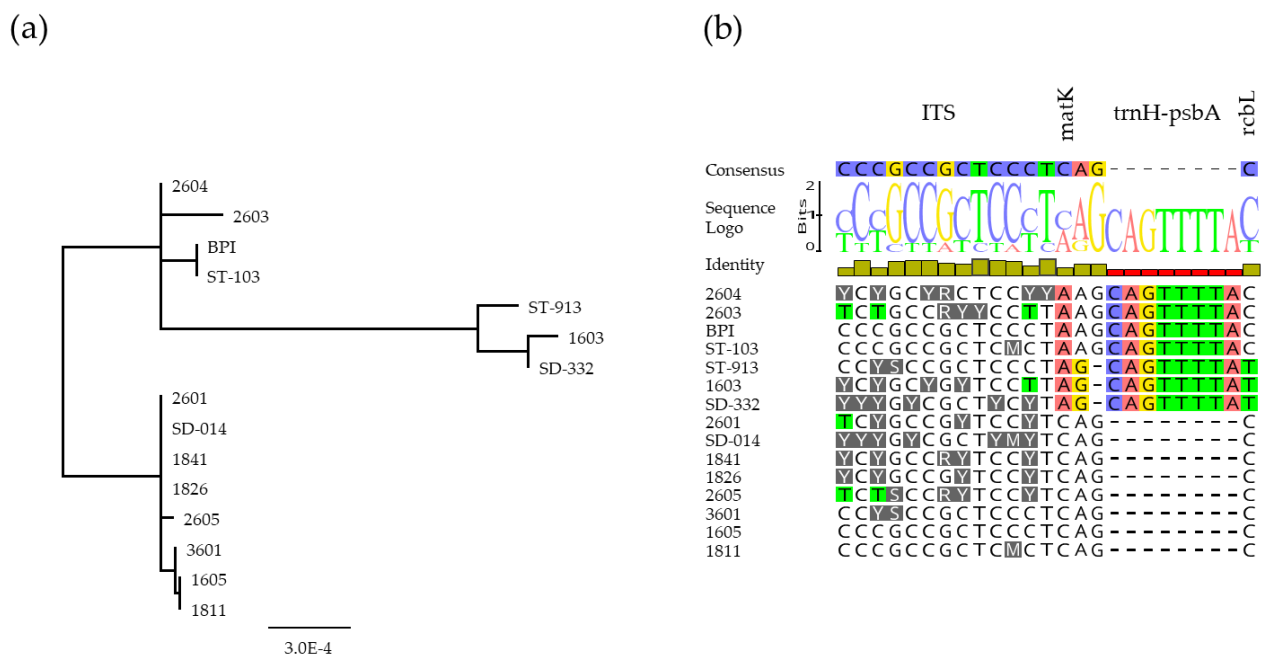 (a)
2604
2603
BPI
ST-103
ST-913
1603
SD-332
2601
SD-014
1841
1826
2605
3601
1605
1811
3.0E-4
(b)
ITS matK trnH-psbA rcbL
Consensus CCCGCCGCTCCCTCAG--------C
Sequence Logo
Bits
2
1
0
Identity
2604 YCYGCYRCTCCYYAAGCAGTTTTAC
2603 TCTGCCRYYCCTTAAGCAGTTTTAC
BPI CCCGCCGCTCCCTAAGCAGTTTTAC
ST-103 CCCGCCGCTCMCTAAGCAGTTTTAC
ST-913 CCYSCCGCTCCCTAG-CAGTTTTAT
1603 YCYGCYGYTCCTTAG-CAGTTTTAT
SD-332 YYYGYCGCTYCYTAG-CAGTTTTAT
2601 TCYGCCGYTCCYTCAG--------C
SD-014 YYYGYCGCTYMYTCAG--------C
1841 YCYGCCRYTCCYTCAG--------C
1826 YCYGCCGYTCCYTCAG--------C
2605 TCTSCCRYTCCYTCAG--------C
3601 CCYSCCGCTCCCTCAG--------C
1605 CCCGCCGCTCCCTCAG--------C
1811 CCCGCCGCTCMCTCAG--------C